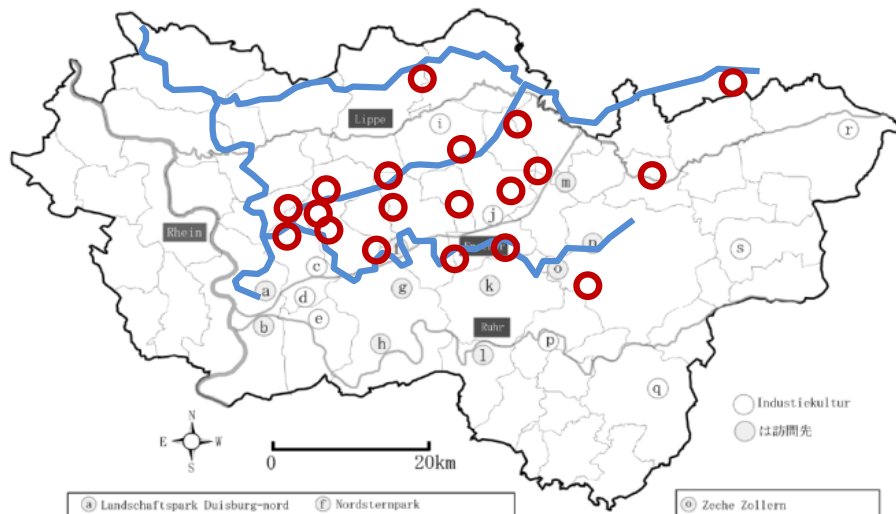 Lippe
i
r
m
j
Rhein
n
s
c
o
a
d
g
k
b
e
Ruhr
h
l
p
q
Industiekultur
は訪問先
N
E W
S
0 20km
a Landschaftspark Duisburg-nord f Nordsternpark
o Zeche Zollern